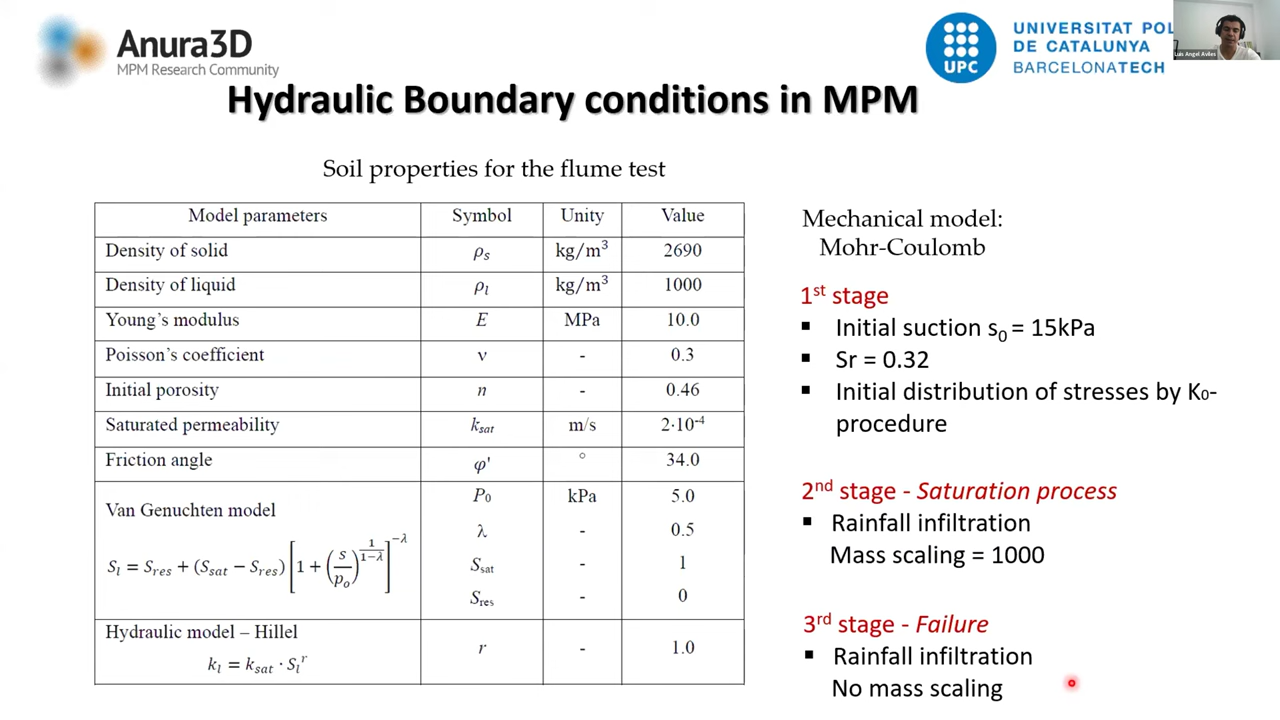 Anura3D
MPM Research Community
UNIVERSITAT POL
DE CATALUNYA
BARCELONATECH
UPC
Luis Angel Aviles
Hydraulic Boundary conditions in MPM
Soil properties for the flume test
Model parameters Symbol Unity Value
Density of solid ρs kg/m³ 2690
Density of liquid ρl kg/m³ 1000
Young's modulus E MPa 10.0
Poisson's coefficient ν - 0.3
Initial porosity n - 0.46
Saturated permeability ksat m/s 2·10⁻⁴
Friction angle φ' ° 34.0
Van Genuchten model P0 kPa 5.0
λ - 0.5
Sl = Sres + (Ssat − Sres) [1 + (s/po)^(1/(1−λ))]^−λ
Ssat - 1
Sres - 0
Hydraulic model – Hillel r - 1.0
kl = ksat · Sl^r
Mechanical model:
Mohr-Coulomb
1st stage
▪ Initial suction s0 = 15kPa
▪ Sr = 0.32
▪ Initial distribution of stresses by K0-
procedure
2nd stage - Saturation process
▪ Rainfall infiltration
Mass scaling = 1000
3rd stage - Failure
▪ Rainfall infiltration
No mass scaling